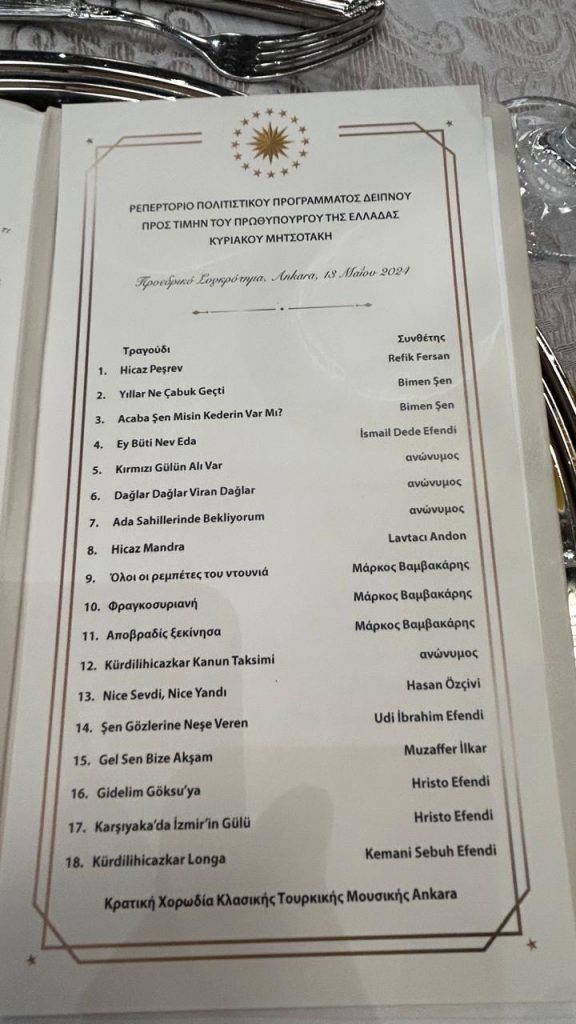 ΡΕΠΕΡΤΟΡΙΟ ΠΟΛΙΤΙΣΤΙΚΟΥ ΠΡΟΓΡΑΜΜΑΤΟΣ ΔΕΙΠΝΟΥ
ΠΡΟΣ ΤΙΜΗΝ ΤΟΥ ΠΡΩΘΥΠΟΥΡΓΟΥ ΤΗΣ ΕΛΛΑΔΑΣ
ΚΥΡΙΑΚΟΥ ΜΗΤΣΟΤΑΚΗ
Προεδρικό Συγκρότημα, Ankara, 13 Μαΐου 2024
Τραγούδι Συνθέτης
1. Hicaz Peşrev Refik Fersan
2. Yıllar Ne Çabuk Geçti Bimen Şen
3. Acaba Şen Misin Kederin Var Mı? Bimen Şen
4. Ey Büti Nev Eda İsmail Dede Efendi
5. Kırmızı Gülün Alı Var ανώνυμος
6. Dağlar Dağlar Viran Dağlar ανώνυμος
7. Ada Sahillerinde Bekliyorum ανώνυμος
8. Hicaz Mandra Lavtacı Andon
9. Όλοι οι ρεμπέτες του ντουνιά Μάρκος Βαμβακάρης
10. Φραγκοσυριανή Μάρκος Βαμβακάρης
11. Αποβραδίς ξεκίνησα Μάρκος Βαμβακάρης
12. Kürdilihicazkar Kanun Taksimi ανώνυμος
13. Nice Sevdi, Nice Yandı Hasan Özçivi
14. Şen Gözlerine Neşe Veren Udi İbrahim Efendi
15. Gel Sen Bize Akşam Muzaffer İlkar
16. Gidelim Göksu'ya Hristo Efendi
17. Karşıyaka'da İzmir'in Gülü Hristo Efendi
18. Kürdilihicazkar Longa Kemani Sebuh Efendi
Κρατική Χορωδία Κλασικής Τουρκικής Μουσικής Ankara